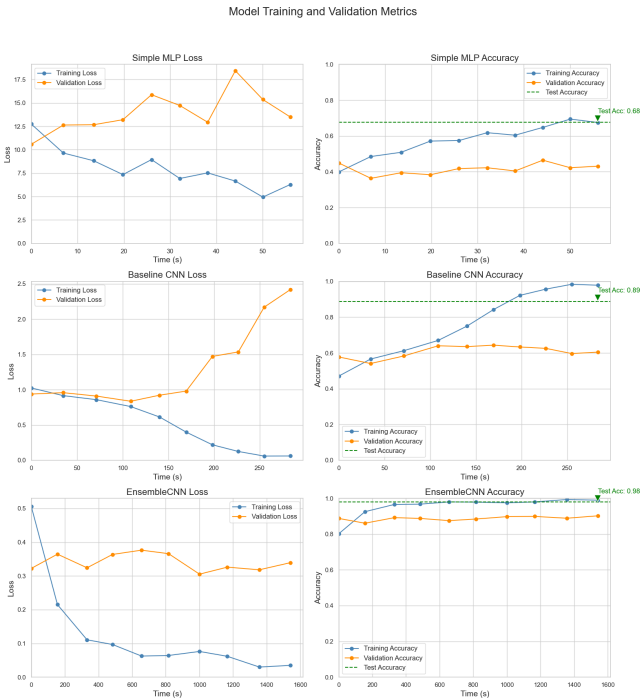 Model Training and Validation Metrics
Simple MLP Loss
Training Loss
Validation Loss
Loss
17.5
15.0
12.5
10.0
7.5
5.0
2.5
0.0
0 10 20 30 40 50
Time (s)
Simple MLP Accuracy
Training Accuracy
Validation Accuracy
Test Accuracy
Test Acc: 0.68
Accuracy
1.0
0.8
0.6
0.4
0.2
0.0
0 10 20 30 40 50
Time (s)
Baseline CNN Loss
Training Loss
Validation Loss
Loss
2.5
2.0
1.5
1.0
0.5
0.0
0 50 100 150 200 250
Time (s)
Baseline CNN Accuracy
Test Acc: 0.89
Accuracy
1.0
0.8
0.6
0.4
0.2
0.0
Training Accuracy
Validation Accuracy
Test Accuracy
0 50 100 150 200 250
Time (s)
EnsembleCNN Loss
Training Loss
Validation Loss
Loss
0.5
0.4
0.3
0.2
0.1
0.0
0 200 400 600 800 1000 1200 1400 1600
Time (s)
EnsembleCNN Accuracy
Test Acc: 0.98
Accuracy
1.0
0.8
0.6
0.4
0.2
0.0
Training Accuracy
Validation Accuracy
Test Accuracy
0 200 400 600 800 1000 1200 1400 1600
Time (s)